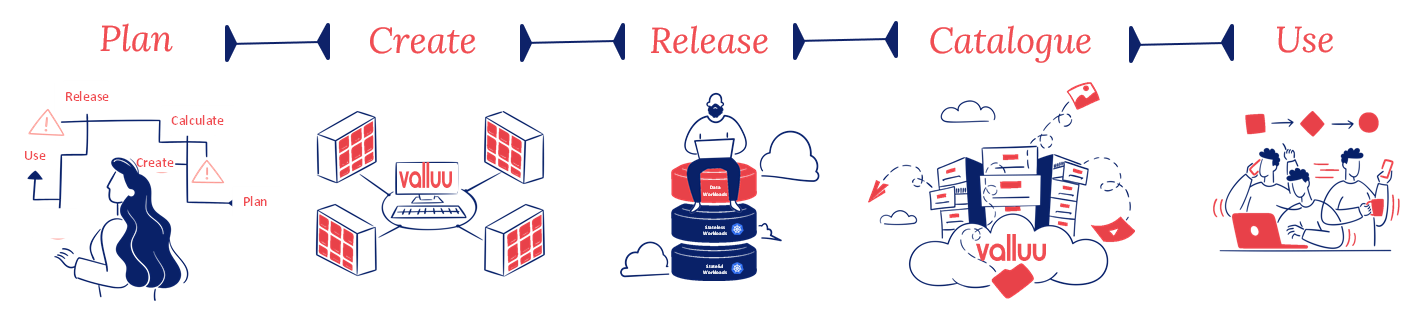 Plan
Create
Release
Catalogue
Use
Release
Calculate
Use
Create
Plan
valluu
Data
Workloads
Stateless
Workloads
Stateful
Workloads
valluu